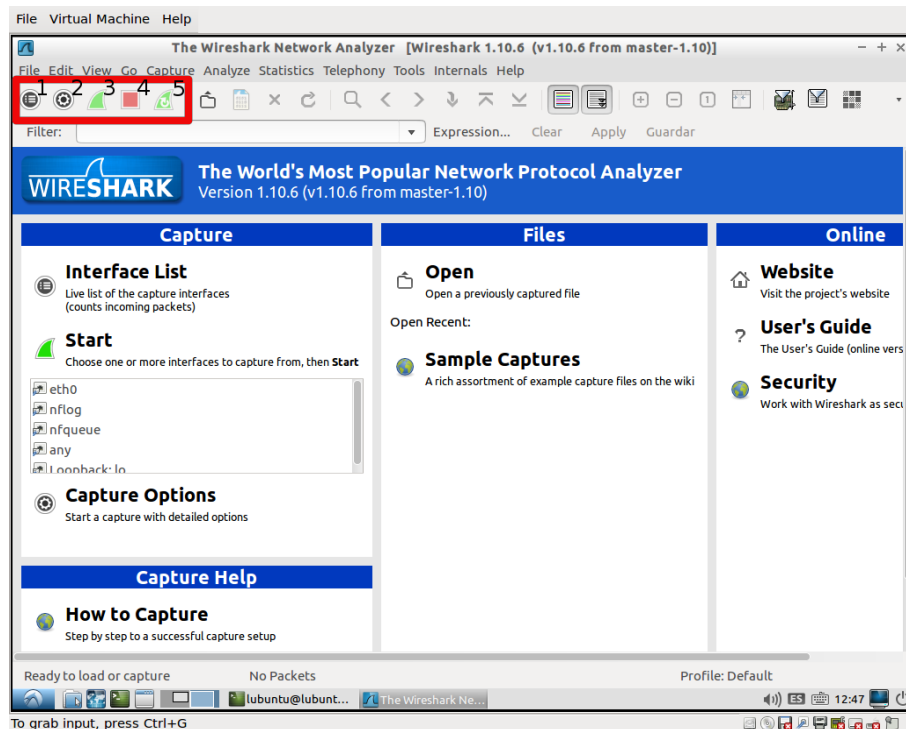 File Virtual Machine Help
The Wireshark Network Analyzer [Wireshark 1.10.6 (v1.10.6 from master-1.10)]
File Edit View Go Capture Analyze Statistics Telephony Tools Internals Help
1 2 3 4 5
Filter: Expression... Clear Apply Guardar
WIRESHARK
The World's Most Popular Network Protocol Analyzer
Version 1.10.6 (v1.10.6 from master-1.10)
Capture
Interface List
Live list of the capture interfaces
(counts incoming packets)
Start
Choose one or more interfaces to capture from, then Start
eth0
nflog
nfqueue
any
Loopback: lo
Capture Options
Start a capture with detailed options
Capture Help
How to Capture
Step by step to a successful capture setup
Files
Open
Open a previously captured file
Open Recent:
Sample Captures
A rich assortment of example capture files on the wiki
Online
Website
Visit the project's website
User's Guide
The User's Guide (online vers
Security
Work with Wireshark as secu
Ready to load or capture No Packets Profile: Default
lubuntu@lubunt... The Wireshark Ne... ES 12:47
To grab input, press Ctrl+G